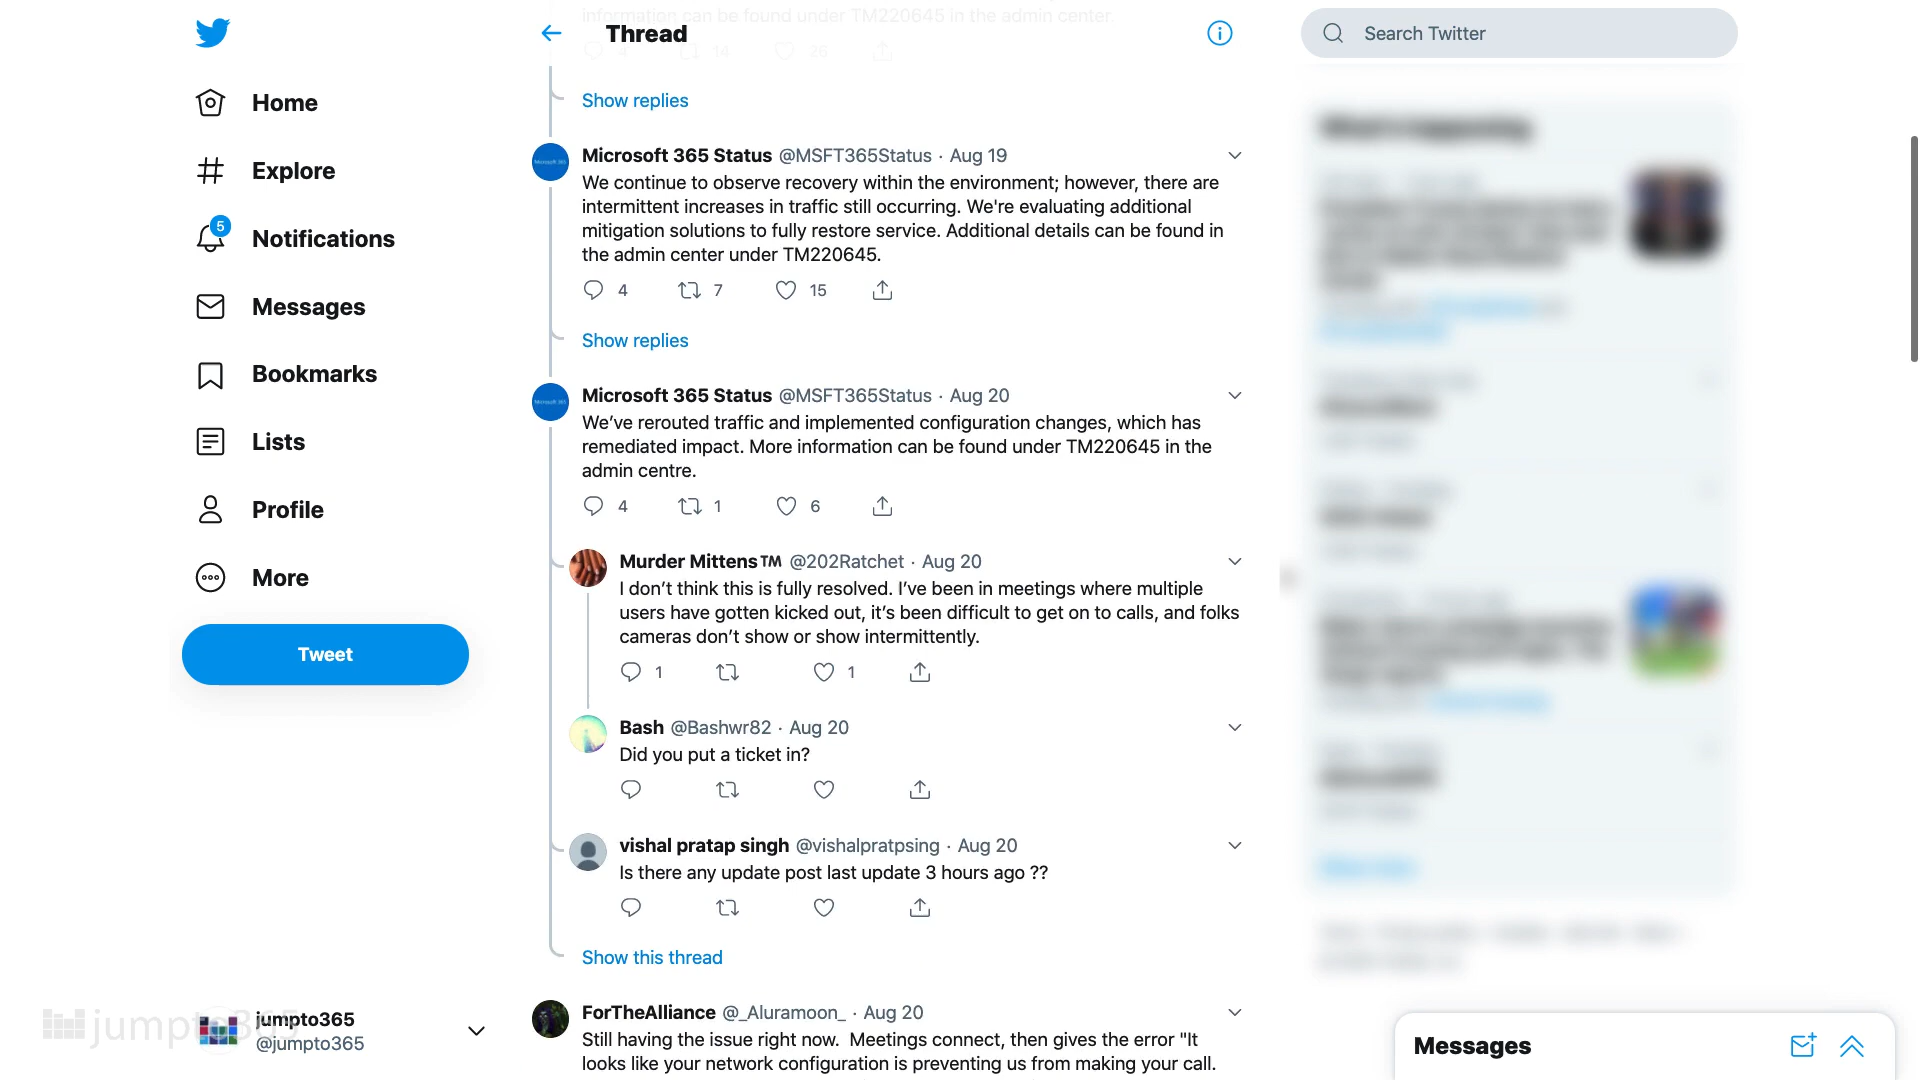 Home
Explore
5
Notifications
Messages
Bookmarks
Lists
Profile
More
Tweet
jumpto365
jumpto365
@jumpto365
information can be found under TM220645 in the admin center.
4 14 26
Thread
Show replies
Microsoft 365 Status @MSFT365Status · Aug 19
We continue to observe recovery within the environment; however, there are
intermittent increases in traffic still occurring. We're evaluating additional
mitigation solutions to fully restore service. Additional details can be found in
the admin center under TM220645.
4 7 15
Show replies
Microsoft 365 Status @MSFT365Status · Aug 20
We’ve rerouted traffic and implemented configuration changes, which has
remediated impact. More information can be found under TM220645 in the
admin centre.
4 1 6
Murder Mittens™ @202Ratchet · Aug 20
I don’t think this is fully resolved. I’ve been in meetings where multiple
users have gotten kicked out, it’s been difficult to get on to calls, and folks
cameras don’t show or show intermittently.
1 1
Bash @Bashwr82 · Aug 20
Did you put a ticket in?
vishal pratap singh @vishalpratpsing · Aug 20
Is there any update post last update 3 hours ago ??
Show this thread
ForTheAlliance @_Aluramoon_ · Aug 20
Still having the issue right now.  Meetings connect, then gives the error "It
looks like your network configuration is preventing us from making your call.
Search Twitter
Messages